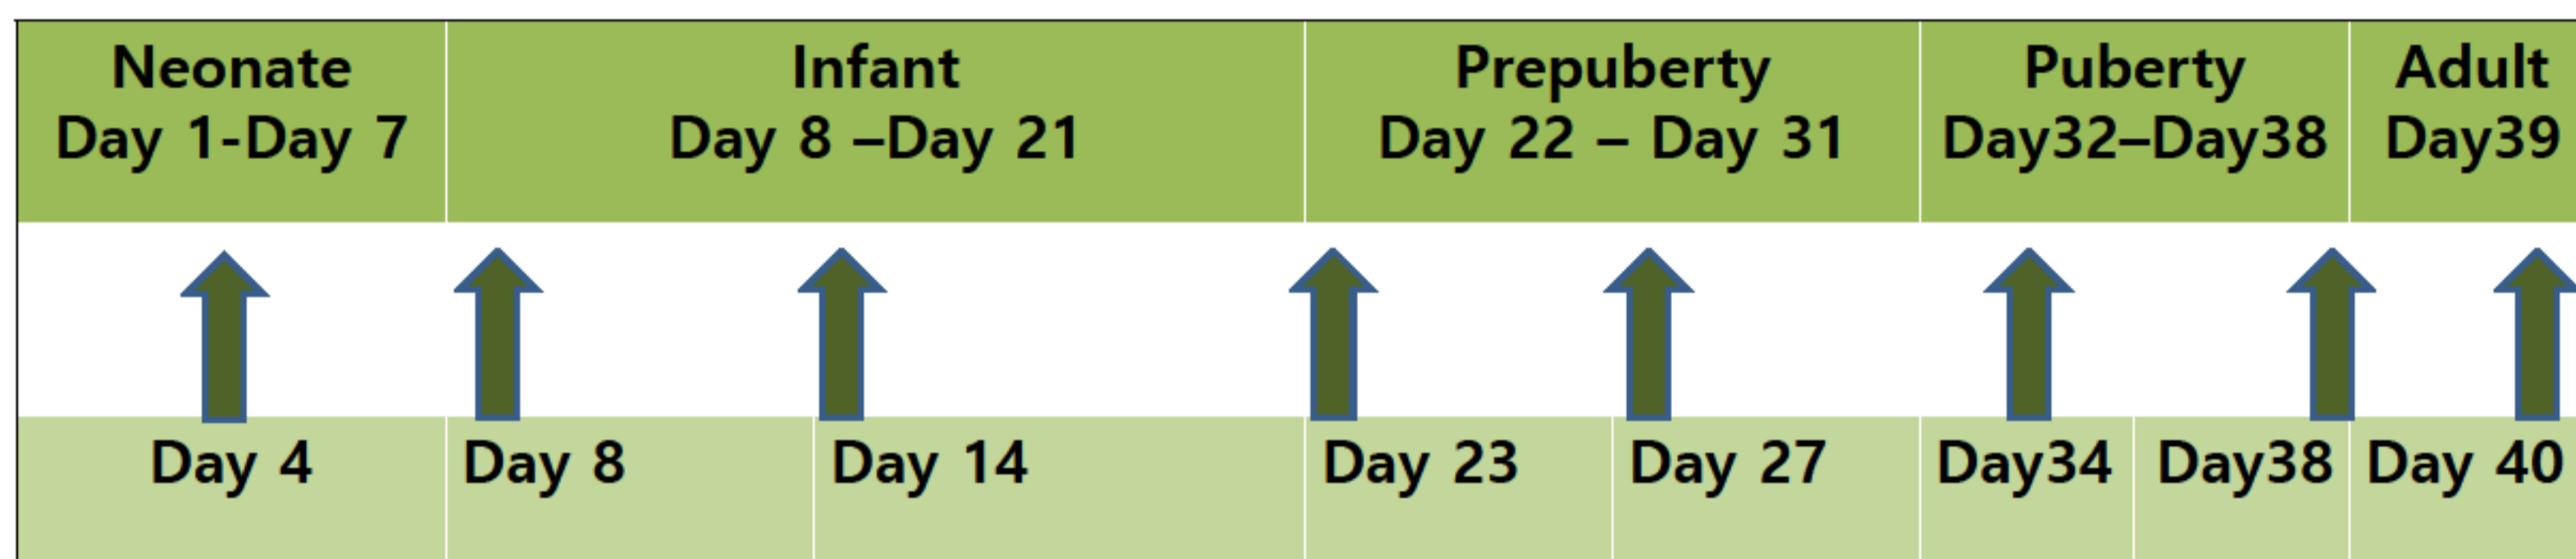 Neonate
Day 1-Day 7
Infant
Day 8 –Day 21
Prepuberty
Day 22 – Day 31
Puberty
Day32–Day38
Adult
Day39
Day 4
Day 8
Day 14
Day 23
Day 27
Day34
Day38
Day 40